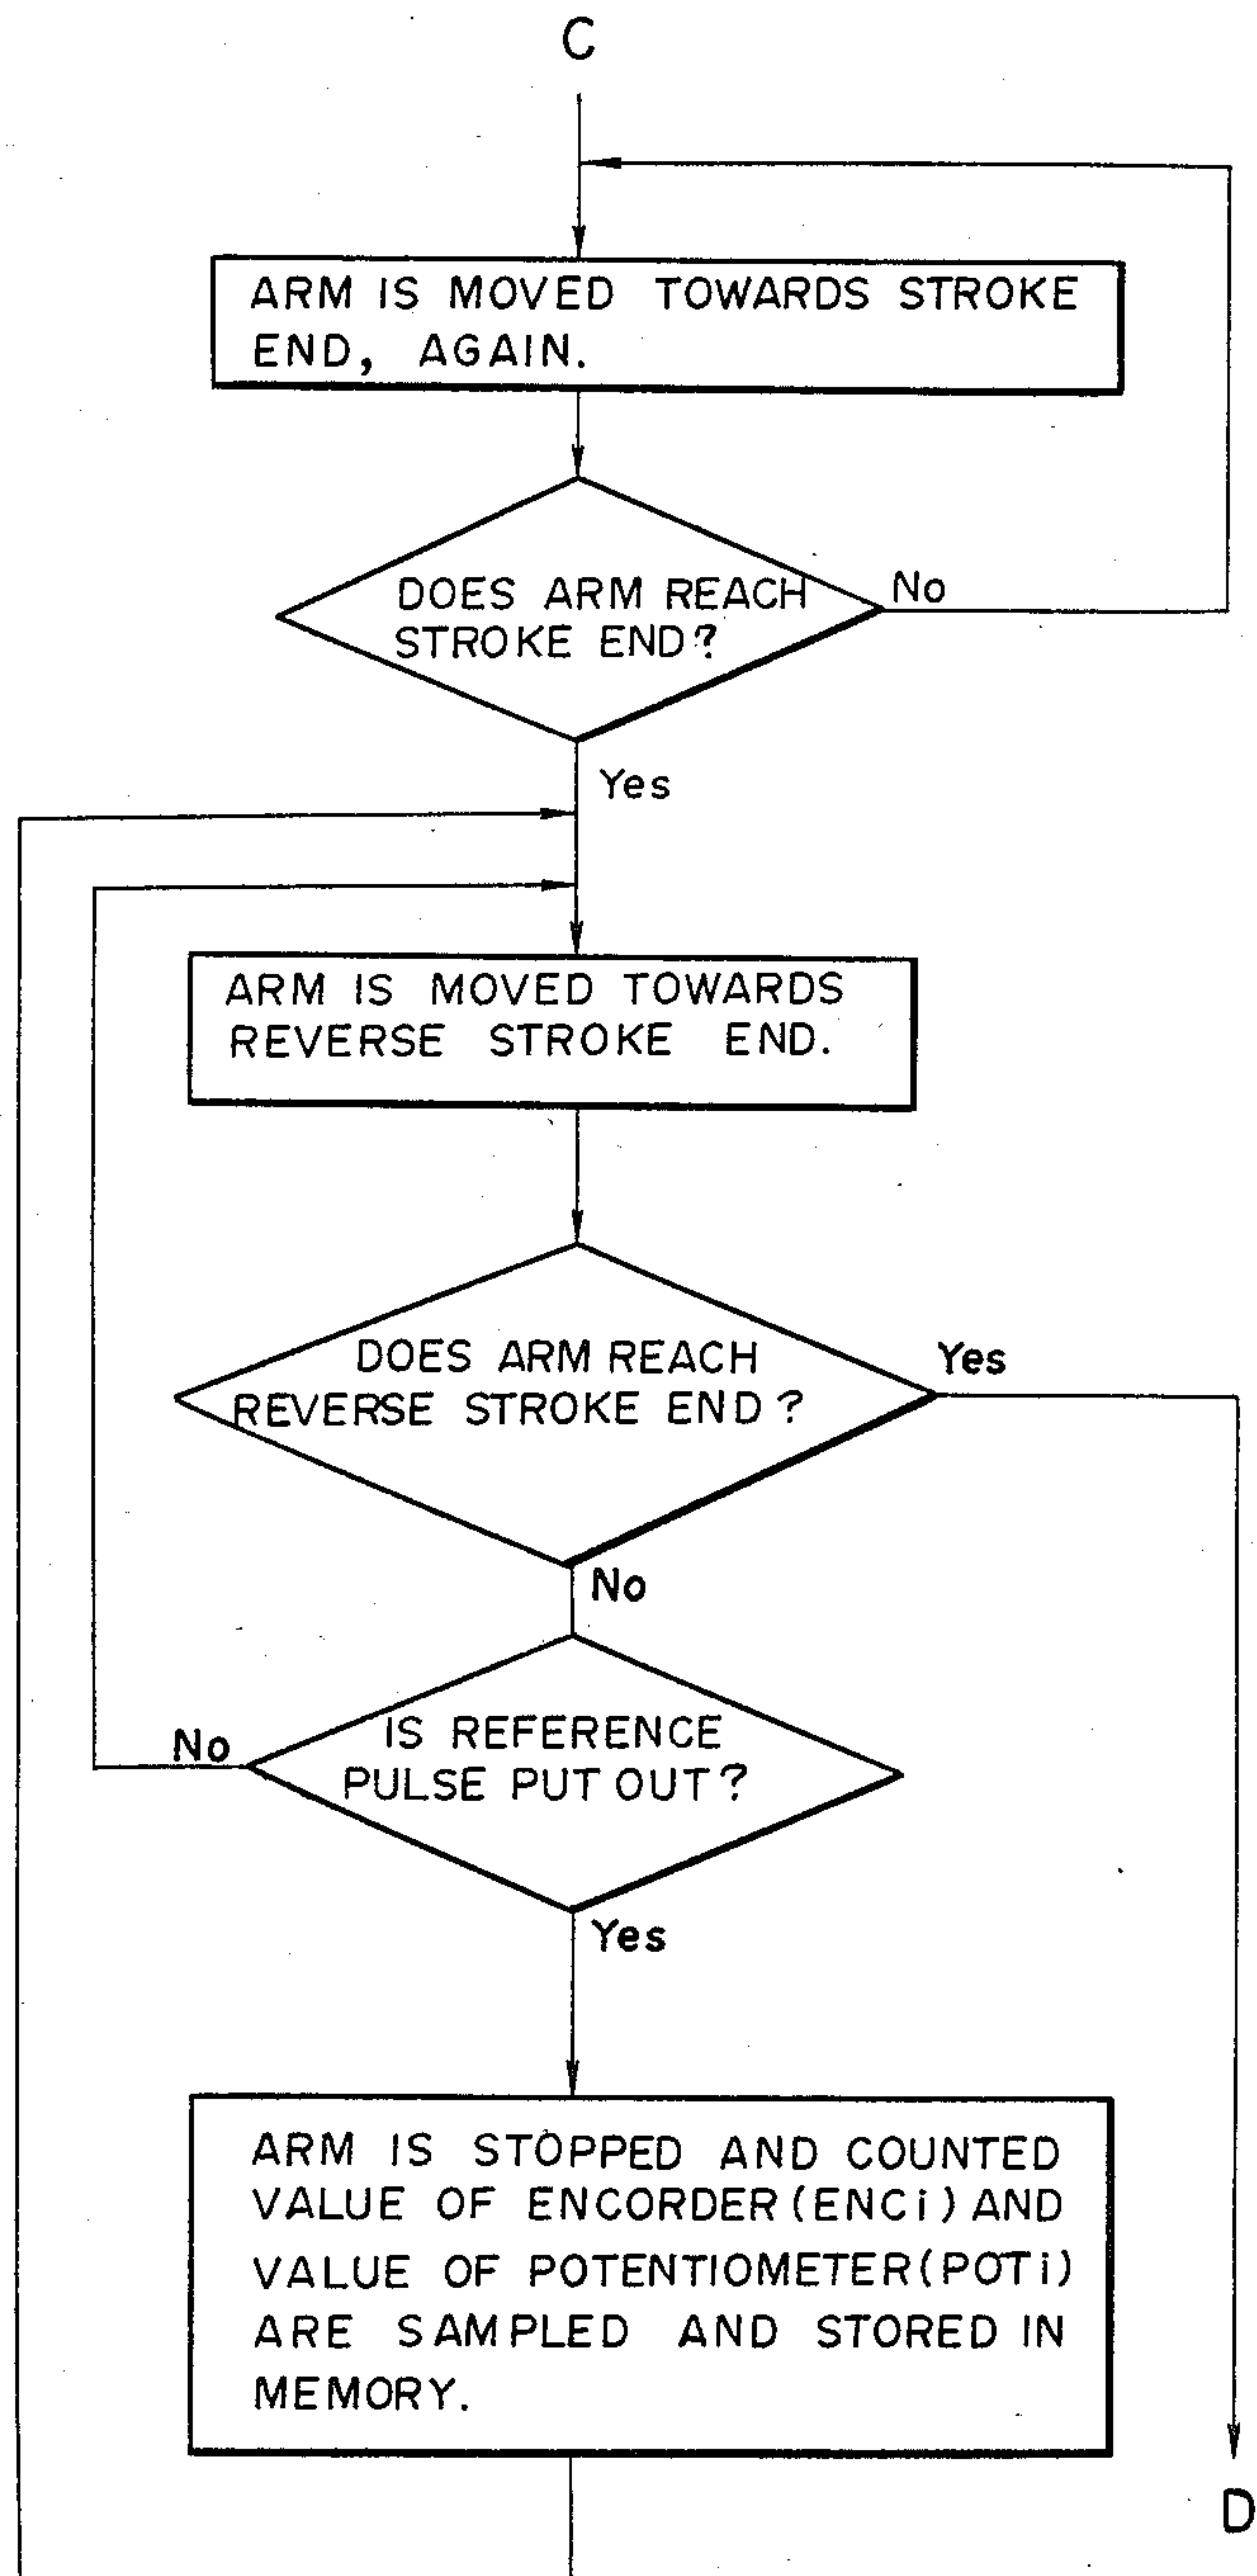 C
ARM IS MOVED TOWARDS STROKE
END, AGAIN.
DOES ARM REACH
STROKE END?
No
Yes
ARM IS MOVED TOWARDS
REVERSE STROKE END.
DOES ARM REACH
REVERSE STROKE END?
Yes
No
IS REFERENCE
PULSE PUT OUT?
No
Yes
ARM IS STOPPED AND COUNTED
VALUE OF ENCORDER(ENCi) AND
VALUE OF POTENTIOMETER(POTi)
ARE SAMPLED AND STORED IN
MEMORY.
D